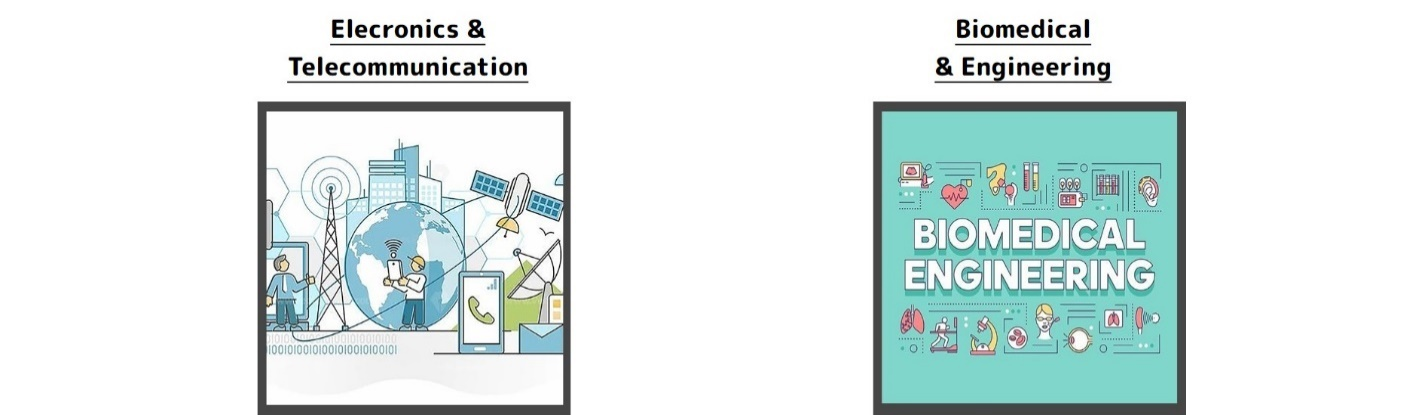 Elecronics &
Telecommunication
Biomedical
& Engineering
BIOMEDICAL
ENGINEERING